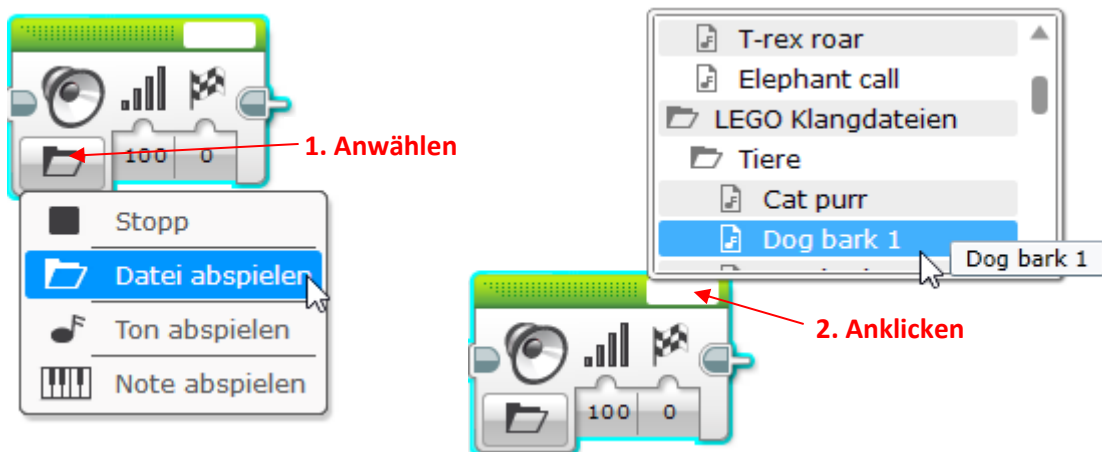 100 0
1. Anwählen
Stopp
Datei abspielen
Ton abspielen
Note abspielen
T-rex roar
Elephant call
LEGO Klangdateien
Tiere
Cat purr
Dog bark 1
Dog bark 1
2. Anklicken
100 0